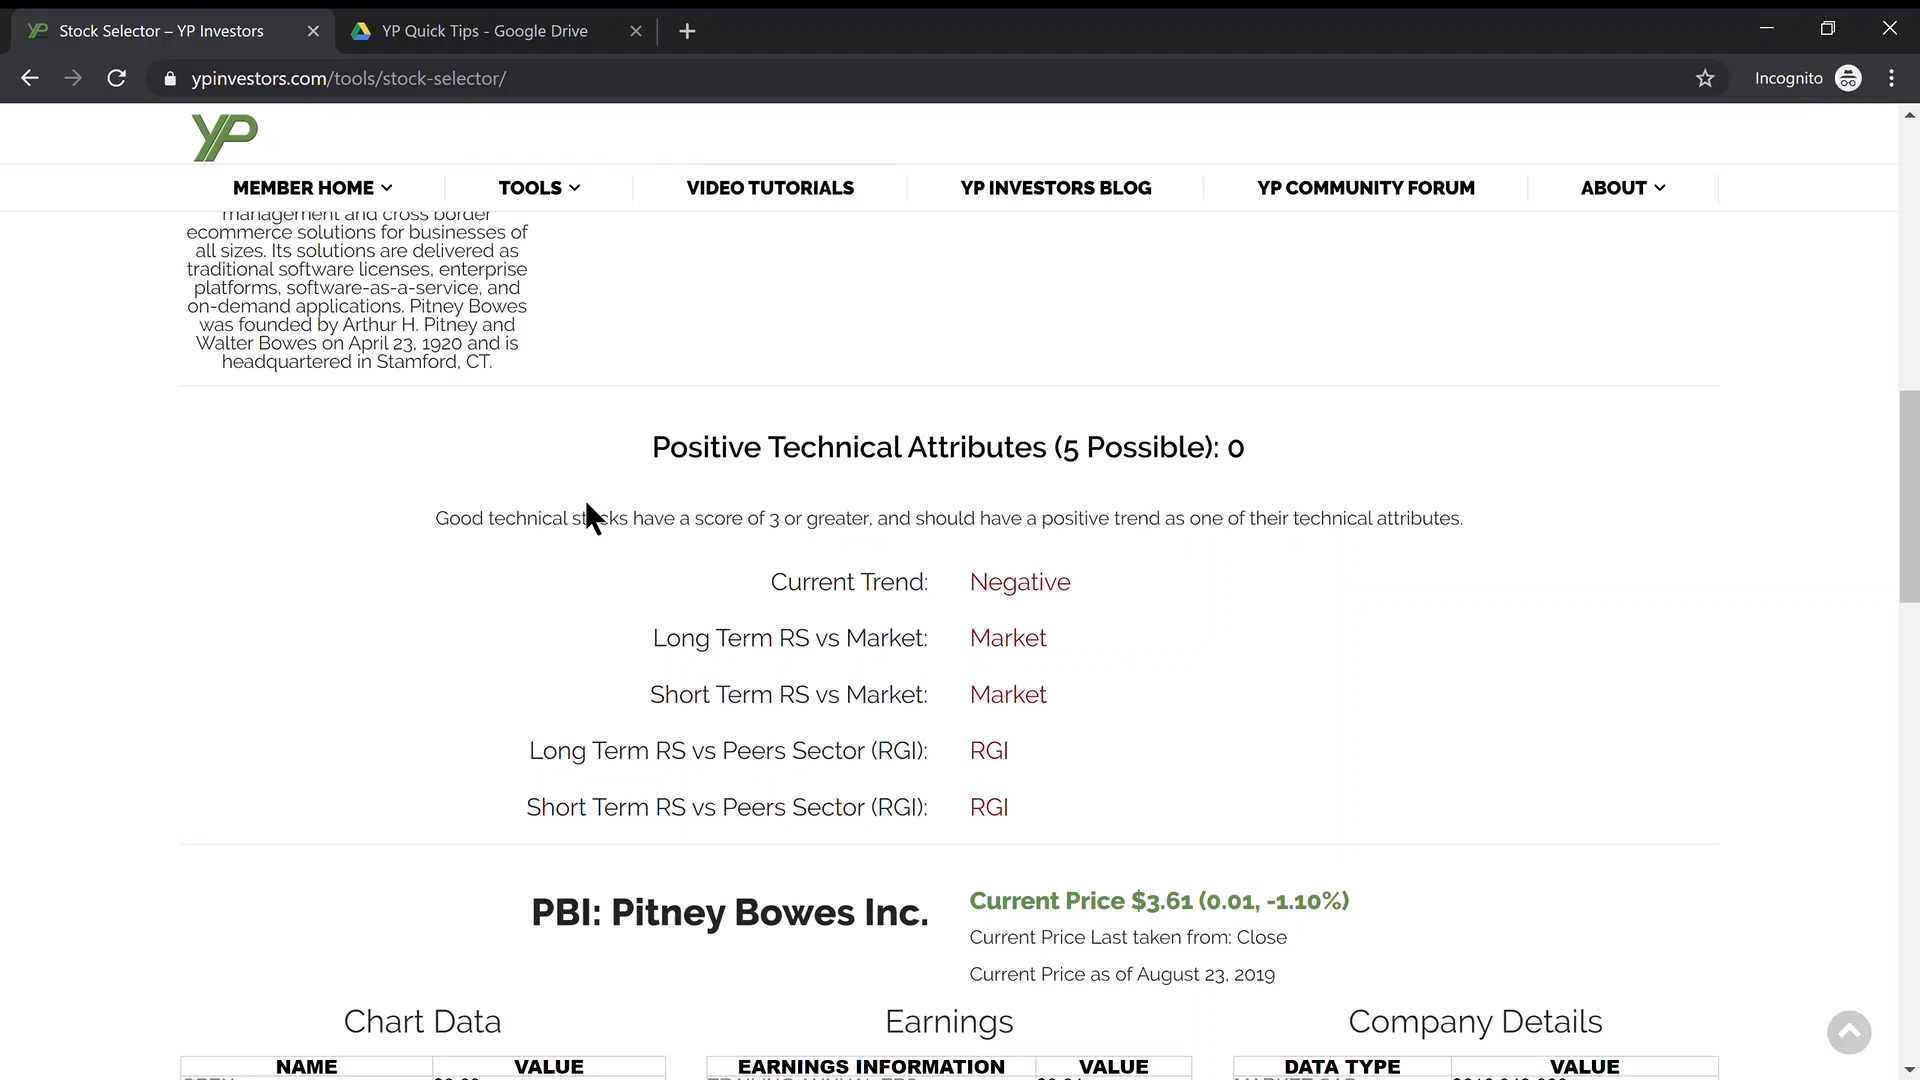 Stock Selector – YP Investors
YP Quick Tips - Google Drive
ypinvestors.com/tools/stock-selector/
Incognito
YP
MEMBER HOME
TOOLS
VIDEO TUTORIALS
YP INVESTORS BLOG
YP COMMUNITY FORUM
ABOUT
management and cross border
ecommerce solutions for businesses of
all sizes. Its solutions are delivered as
traditional software licenses, enterprise
platforms, software-as-a-service, and
on-demand applications. Pitney Bowes
was founded by Arthur H. Pitney and
Walter Bowes on April 23, 1920 and is
headquartered in Stamford, CT.
Positive Technical Attributes (5 Possible): 0
Good technical stocks have a score of 3 or greater, and should have a positive trend as one of their technical attributes.
Current Trend: Negative
Long Term RS vs Market: Market
Short Term RS vs Market: Market
Long Term RS vs Peers Sector (RGI): RGI
Short Term RS vs Peers Sector (RGI): RGI
PBI: Pitney Bowes Inc.
Current Price $3.61 (0.01, -1.10%)
Current Price Last taken from: Close
Current Price as of August 23, 2019
Chart Data
NAME VALUE
Earnings
EARNINGS INFORMATION VALUE
Company Details
DATA TYPE VALUE